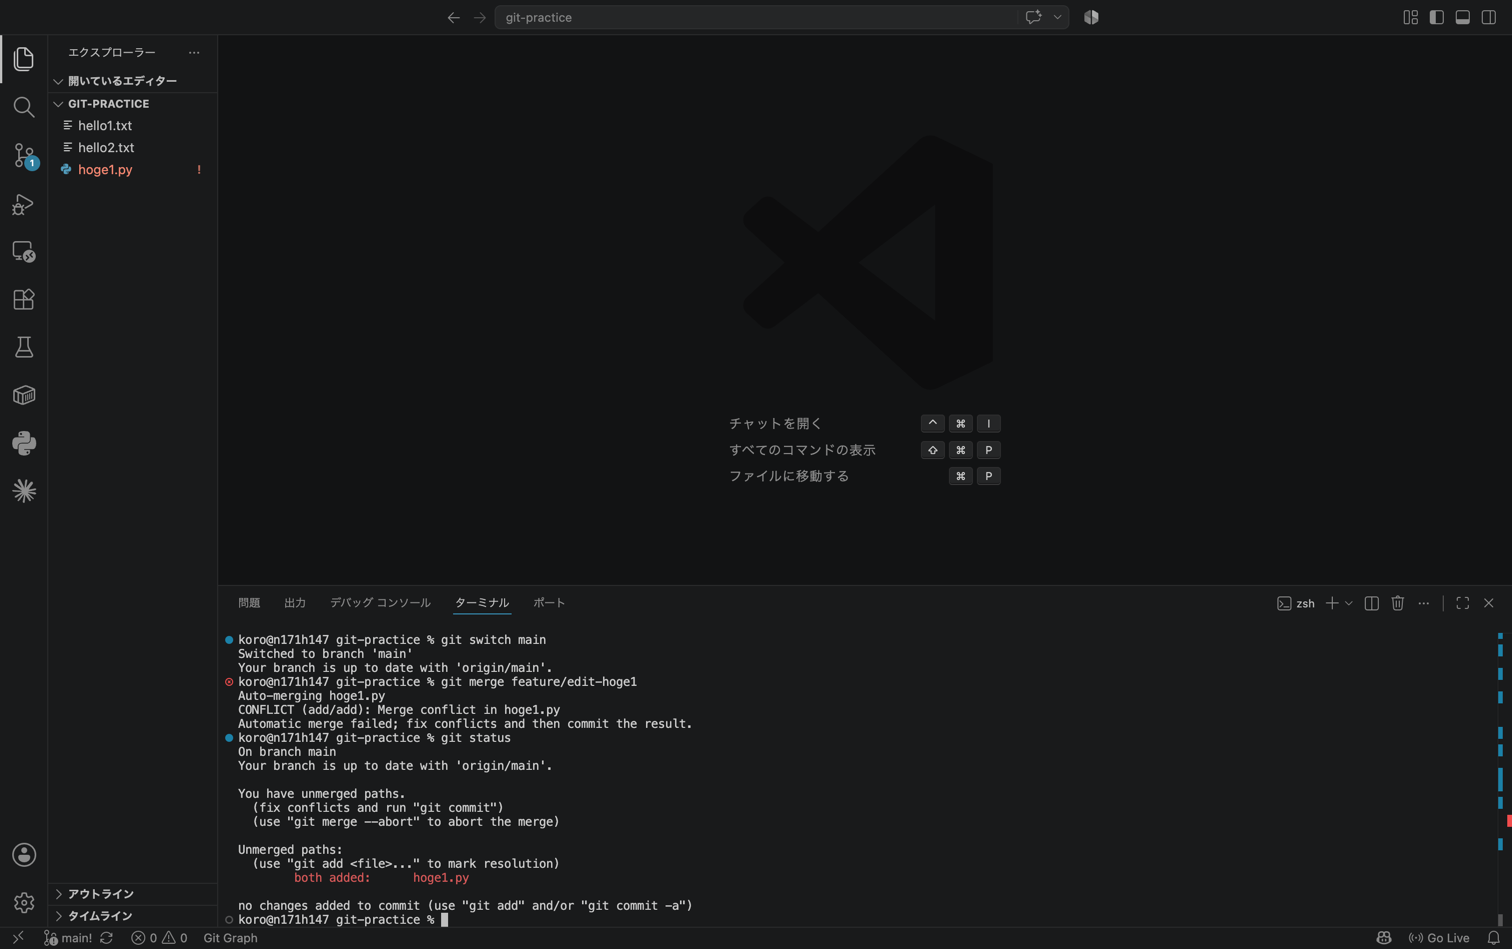 git-practice
エクスプローラー
開いているエディター
GIT-PRACTICE
hello1.txt
hello2.txt
hoge1.py !
1
アウトライン
タイムライン
チャットを開く ^ ⌘ I
すべてのコマンドの表示 ⇧ ⌘ P
ファイルに移動する ⌘ P
問題 出力 デバッグ コンソール ターミナル ポート zsh
koro@n171h147 git-practice % git switch main
Switched to branch 'main'
Your branch is up to date with 'origin/main'.
koro@n171h147 git-practice % git merge feature/edit-hoge1
Auto-merging hoge1.py
CONFLICT (add/add): Merge conflict in hoge1.py
Automatic merge failed; fix conflicts and then commit the result.
koro@n171h147 git-practice % git status
On branch main
Your branch is up to date with 'origin/main'.
You have unmerged paths.
(fix conflicts and run "git commit")
(use "git merge --abort" to abort the merge)
Unmerged paths:
(use "git add <file>..." to mark resolution)
both added: hoge1.py
no changes added to commit (use "git add" and/or "git commit -a")
koro@n171h147 git-practice %
main! 0 0 Git Graph Go Live